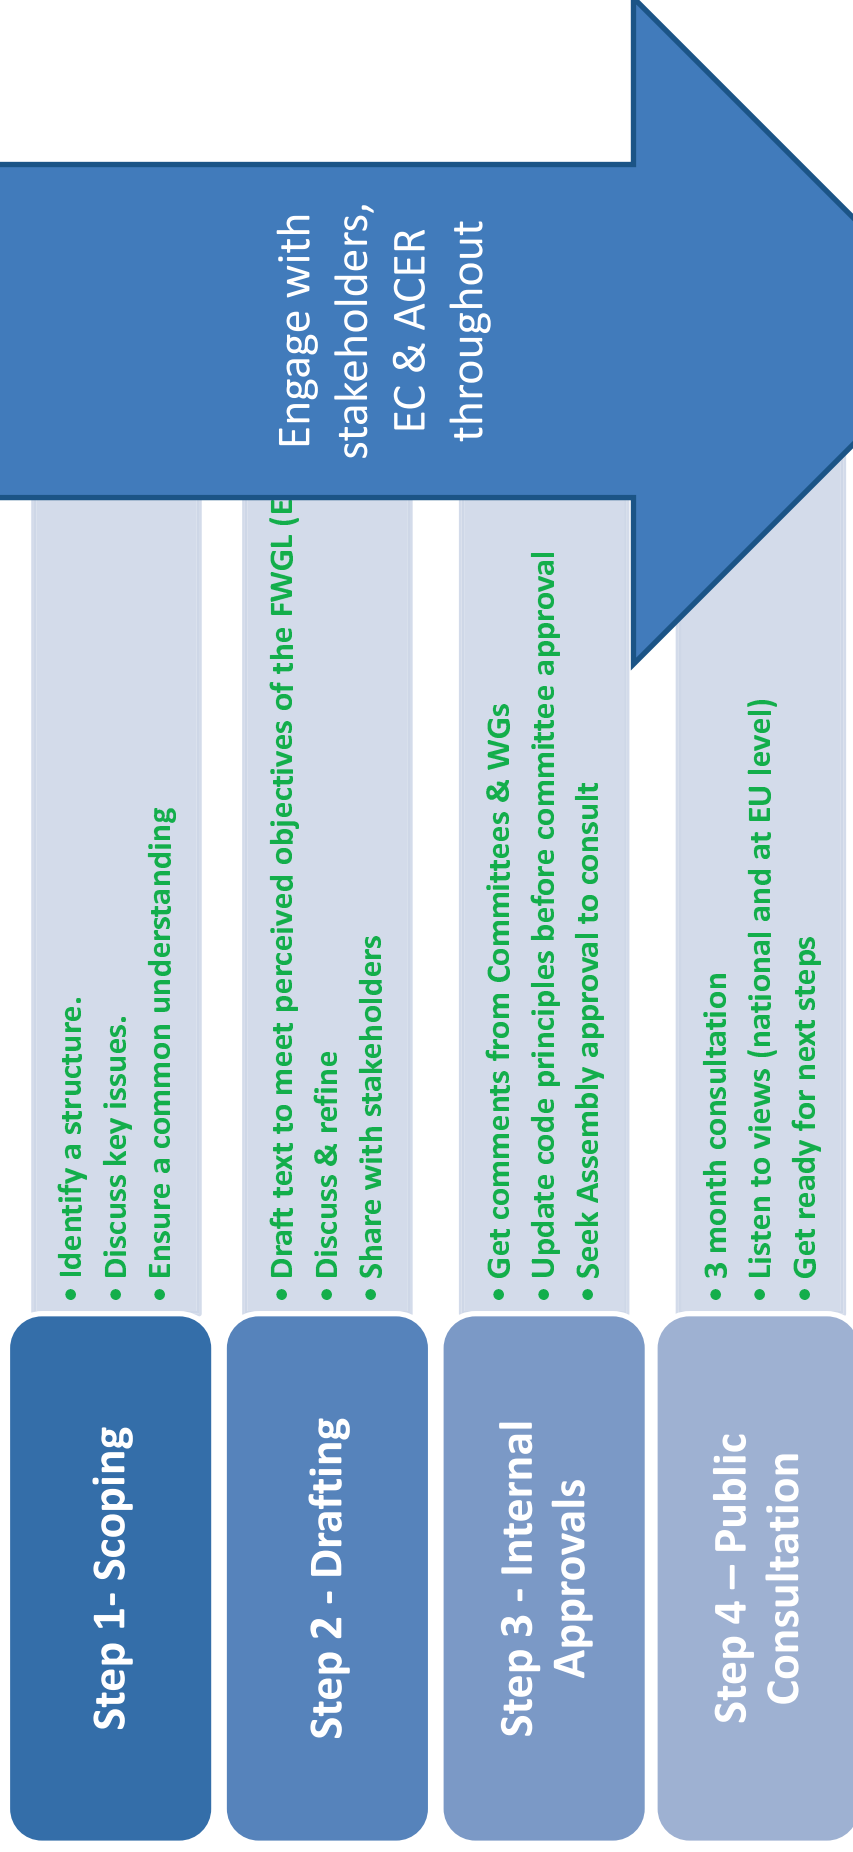 Step 1- Scoping
• Identify a structure.
• Discuss key issues.
• Ensure a common understanding
Step 2 - Drafting
• Draft text to meet perceived objectives of the FWGL (E
• Discuss & refine
• Share with stakeholders
Step 3 - Internal
Approvals
• Get comments from Committees & WGs
• Update code principles before committee approval
• Seek Assembly approval to consult
Step 4 – Public
Consultation
• 3 month consultation
• Listen to views (national and at EU level)
• Get ready for next steps
Engage with
stakeholders,
EC & ACER
throughout